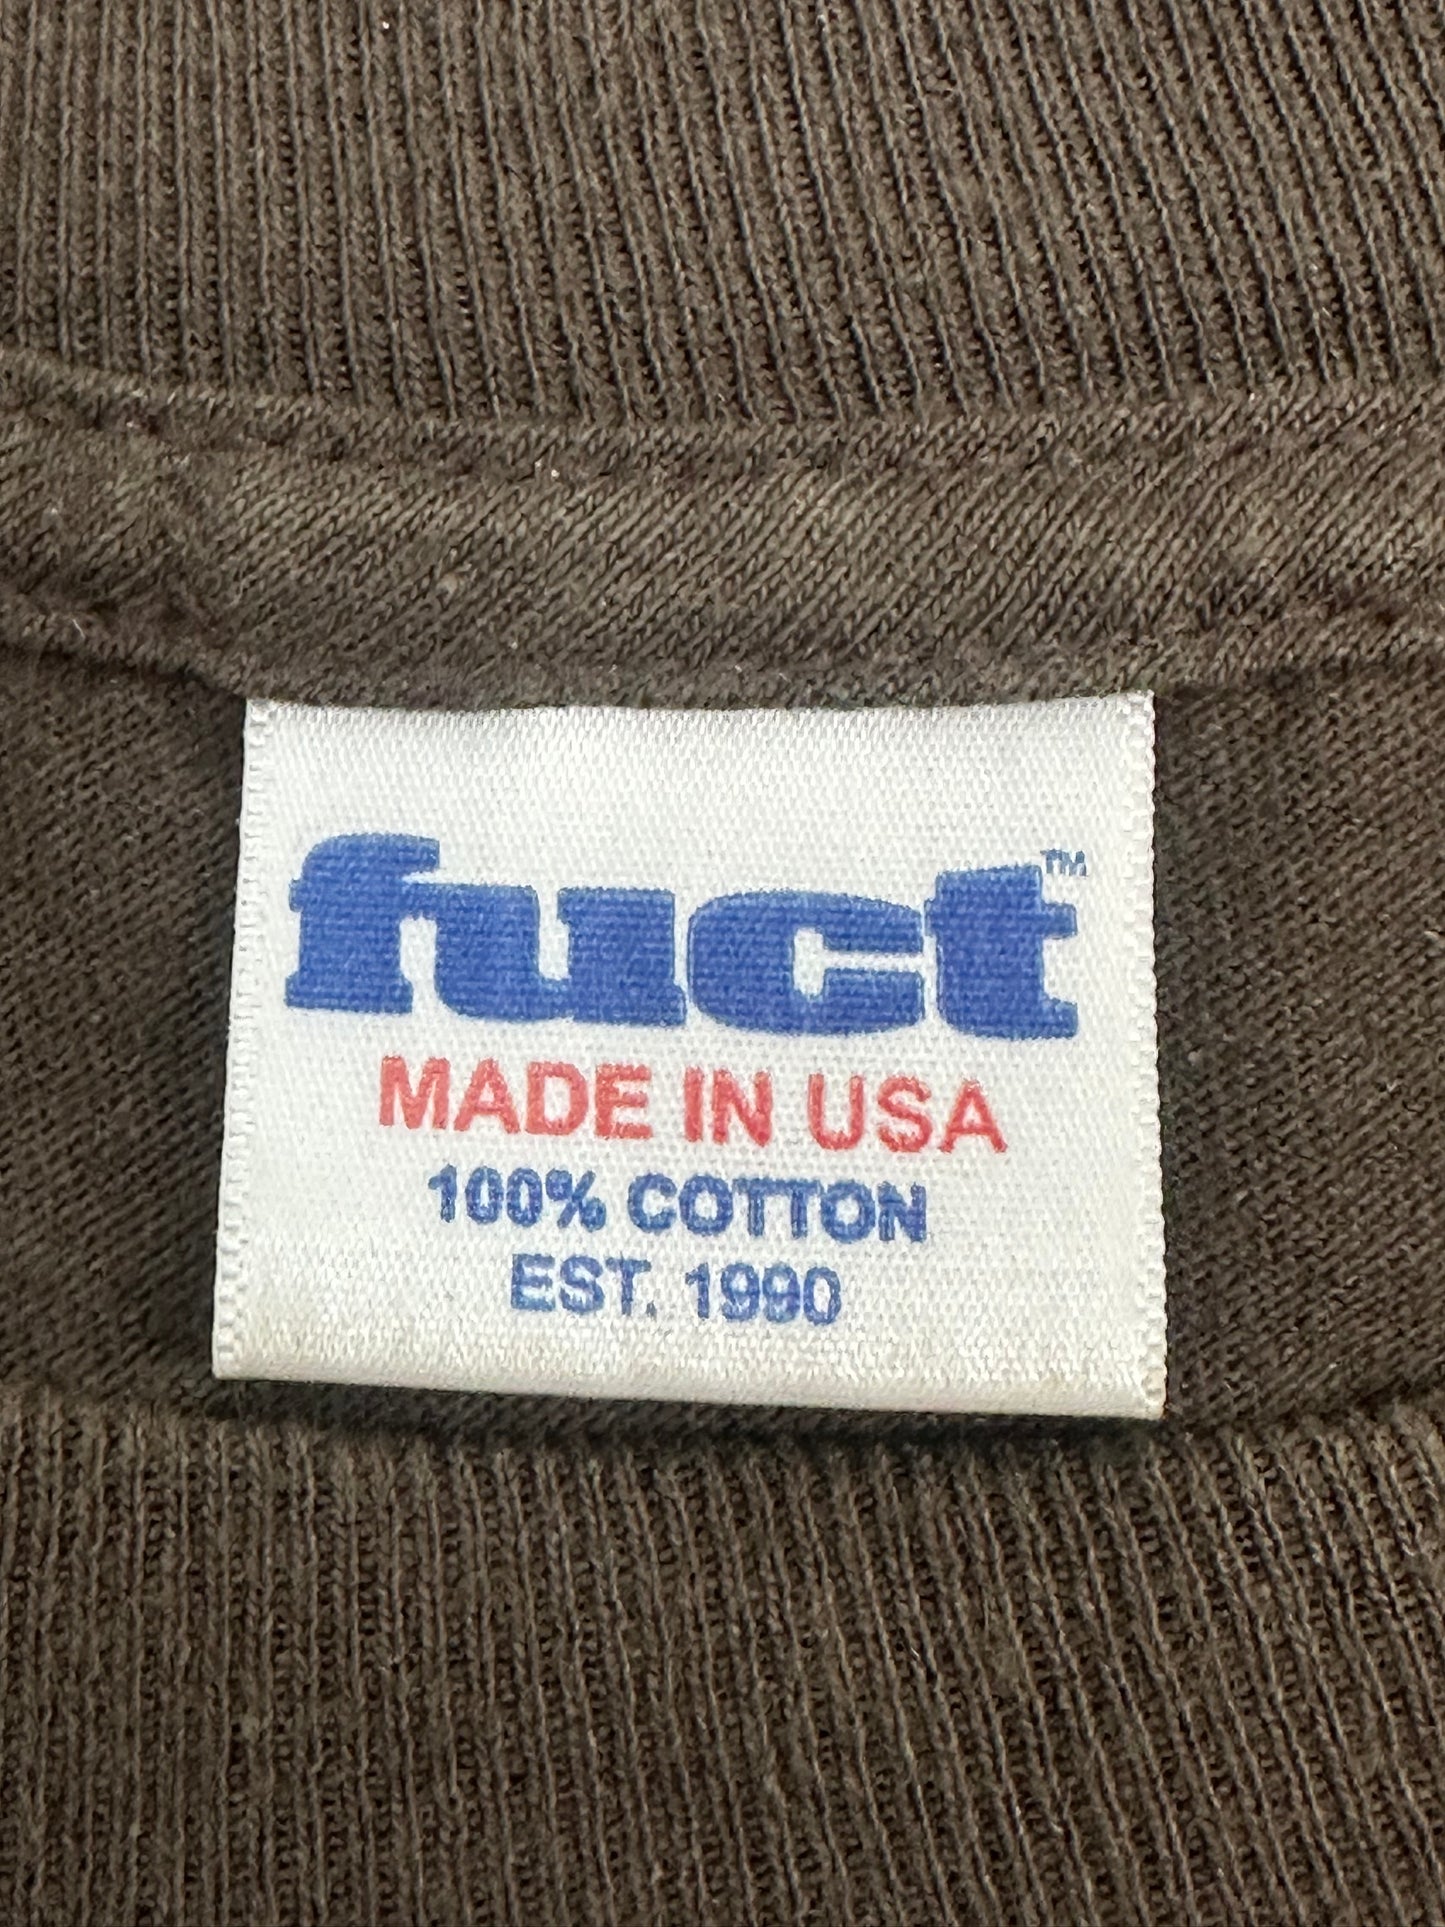 fuct™
MADE IN USA
100% COTTON
EST. 1990